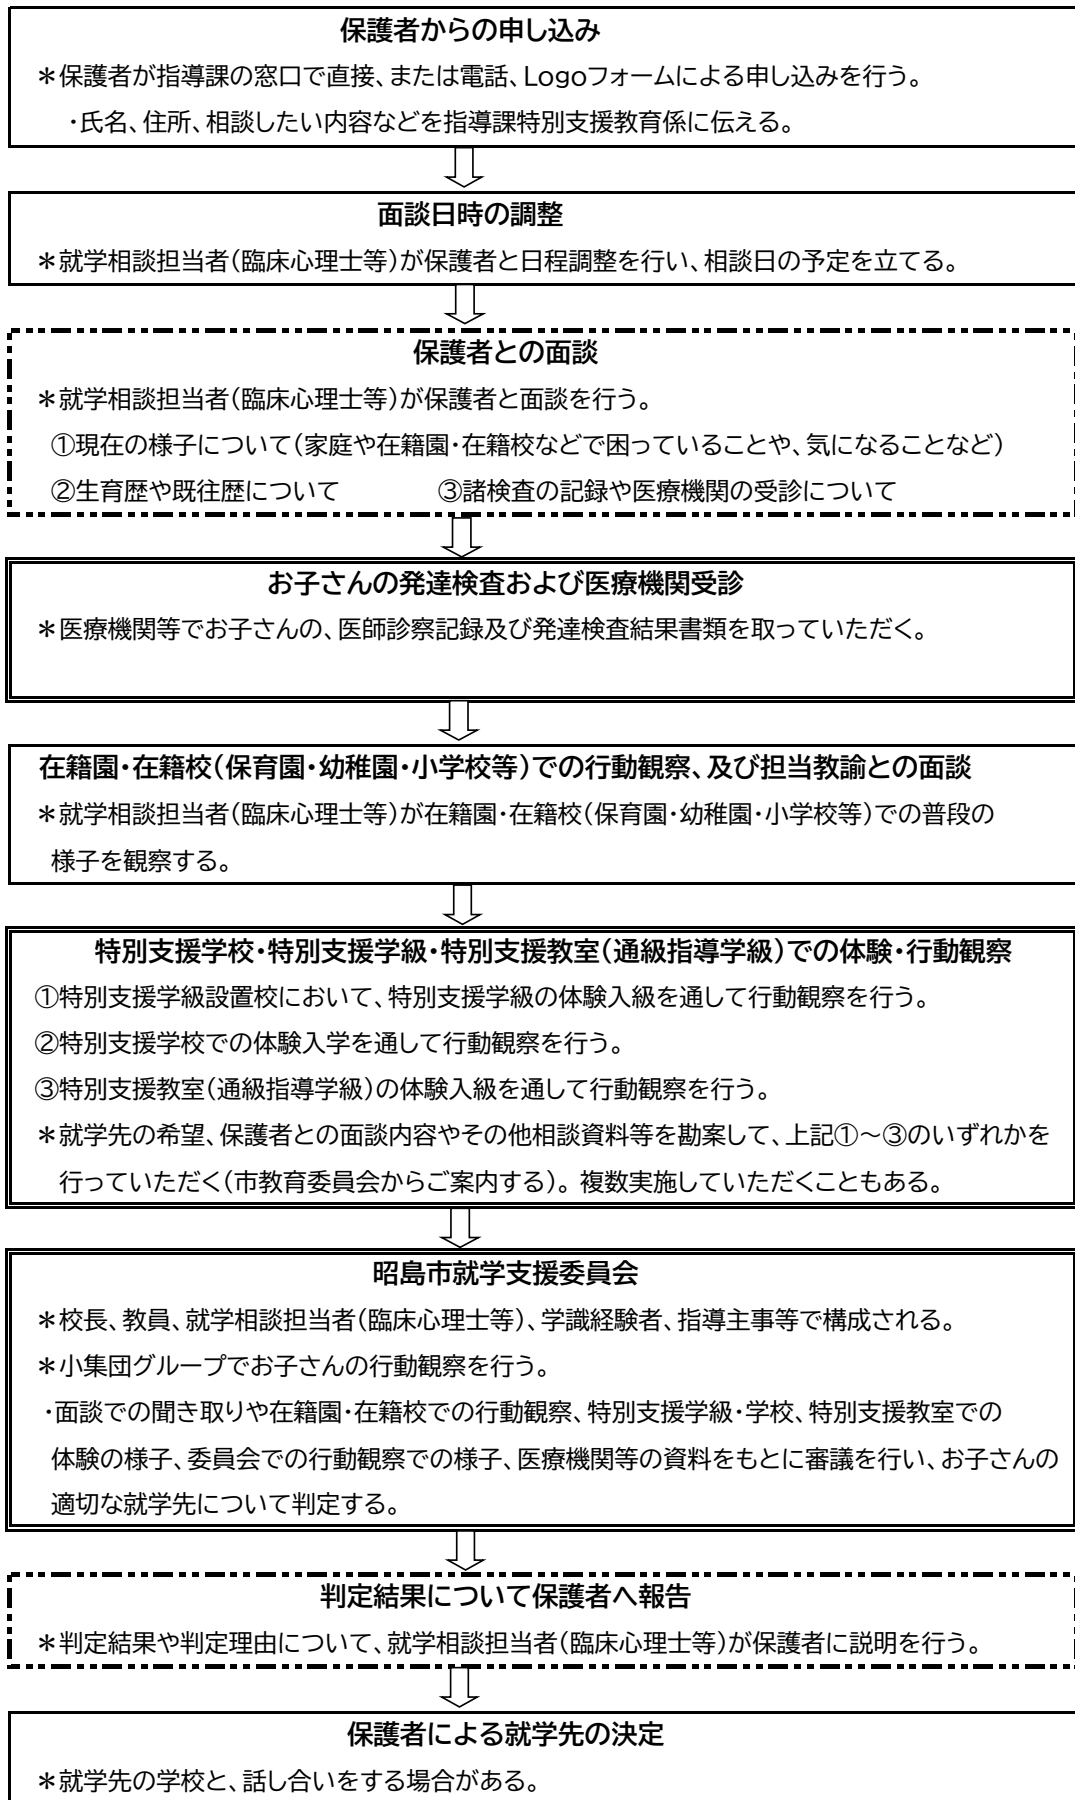 保護者からの申し込み
＊保護者が指導課の窓口で直接、または電話、Logoフォームによる申し込みを行う。
・氏名、住所、相談したい内容などを指導課特別支援教育係に伝える。
面談日時の調整
＊就学相談担当者（臨床心理士等）が保護者と日程調整を行い、相談日の予定を立てる。
保護者との面談
＊就学相談担当者（臨床心理士等）が保護者と面談を行う。
①現在の様子について（家庭や在籍園・在籍校などで困っていることや、気になることなど）
②生育歴や既往歴について　③諸検査の記録や医療機関の受診について
お子さんの発達検査および医療機関受診
＊医療機関等でお子さんの、医師診察記録及び発達検査結果書類を取っていただく。
在籍園・在籍校（保育園・幼稚園・小学校等）での行動観察、及び担当教諭との面談
＊就学相談担当者（臨床心理士等）が在籍園・在籍校（保育園・幼稚園・小学校等）での普段の
様子を観察する。
特別支援学校・特別支援学級・特別支援教室（通級指導学級）での体験・行動観察
①特別支援学級設置校において、特別支援学級の体験入級を通して行動観察を行う。
②特別支援学校での体験入学を通して行動観察を行う。
③特別支援教室（通級指導学級）の体験入級を通して行動観察を行う。
＊就学先の希望、保護者との面談内容やその他相談資料等を勘案して、上記①～③のいずれかを
行っていただく（市教育委員会からご案内する）。複数実施していただくこともある。
昭島市就学支援委員会
＊校長、教員、就学相談担当者（臨床心理士等）、学識経験者、指導主事等で構成される。
＊小集団グループでお子さんの行動観察を行う。
・面談での聞き取りや在籍園・在籍校での行動観察、特別支援学級・学校、特別支援教室での
体験の様子、委員会での行動観察での様子、医療機関等の資料をもとに審議を行い、お子さんの
適切な就学先について判定する。
判定結果について保護者へ報告
＊判定結果や判定理由について、就学相談担当者（臨床心理士等）が保護者に説明を行う。
保護者による就学先の決定
＊就学先の学校と、話し合いをする場合がある。